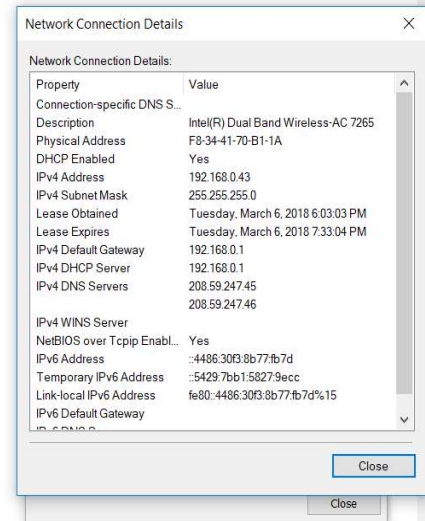 Network Connection Details
Network Connection Details:
Property Value
Connection-specific DNS S...
Description Intel(R) Dual Band Wireless-AC 7265
Physical Address F8-34-41-70-B1-1A
DHCP Enabled Yes
IPv4 Address 192.168.0.43
IPv4 Subnet Mask 255.255.255.0
Lease Obtained Tuesday, March 6, 2018 6:03:03 PM
Lease Expires Tuesday, March 6, 2018 7:33:04 PM
IPv4 Default Gateway 192.168.0.1
IPv4 DHCP Server 192.168.0.1
IPv4 DNS Servers 208.59.247.45
208.59.247.46
IPv4 WINS Server
NetBIOS over Tcpip Enabl... Yes
IPv6 Address ::4486:30f3:8b77:fb7d
Temporary IPv6 Address ::5429:7bb1:5827:9ecc
Link-local IPv6 Address fe80::4486:30f3:8b77:fb7d%15
IPv6 Default Gateway
Close
Close